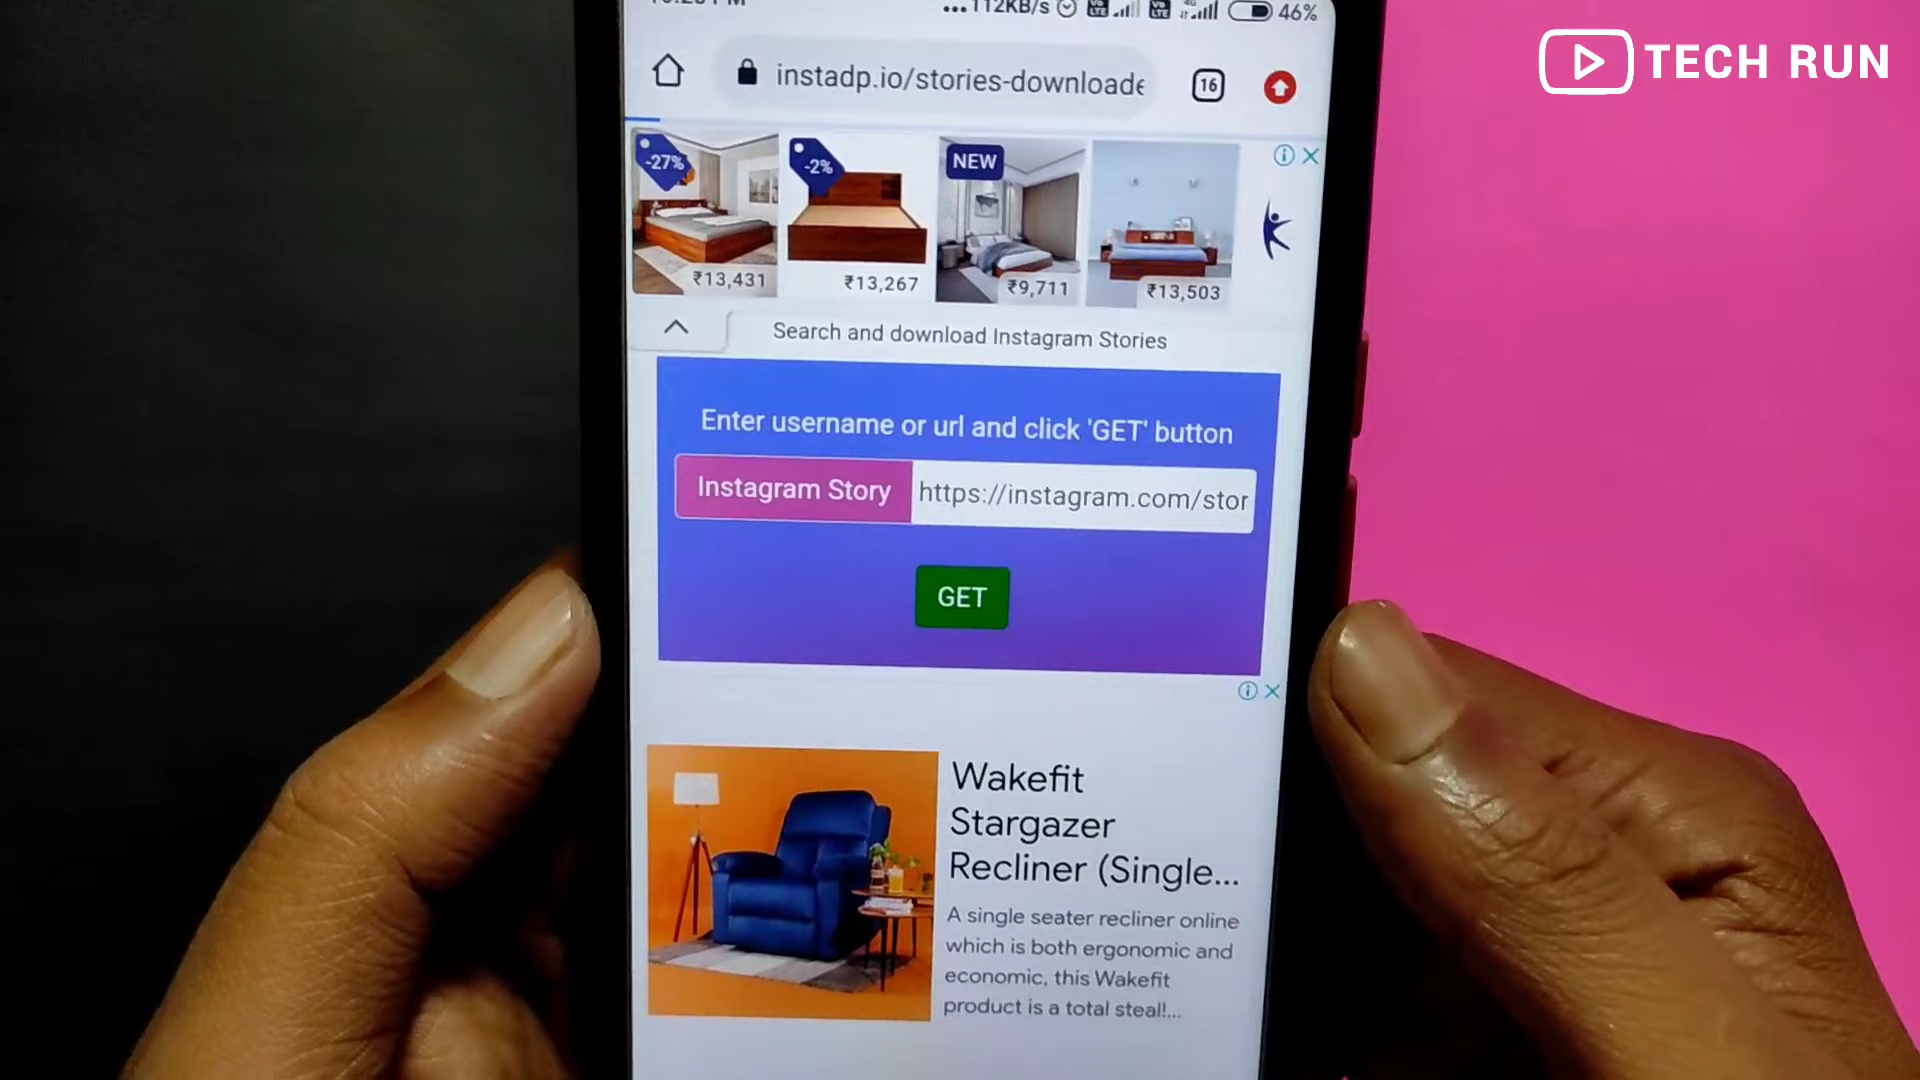 ...112KB/s
46%
TECH RUN
instadp.io/stories-downloade
16
-27%
-2%
NEW
₹13,431
₹13,267
₹9,711
₹13,503
Search and download Instagram Stories
Enter username or url and click 'GET' button
Instagram Story
https://instagram.com/stor
GET
Wakefit
Stargazer
Recliner (Single...
A single seater recliner online
which is both ergonomic and
economic, this Wakefit
product is a total steal!...